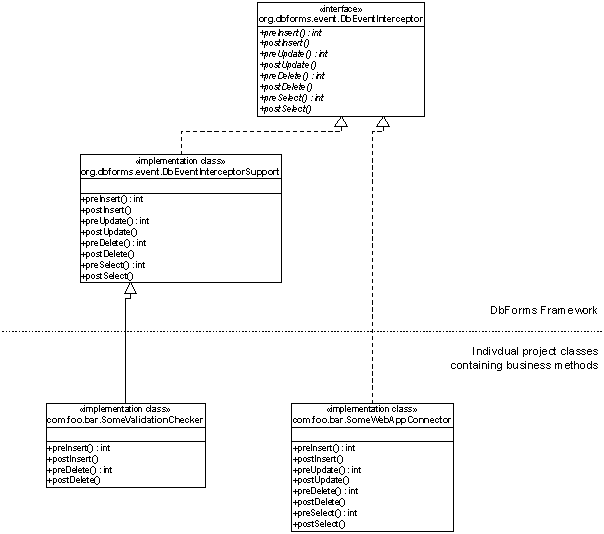 «interface»
org.dbforms.event.DbEventInterceptor
+preInsert() : int
+postInsert()
+preUpdate() : int
+postUpdate()
+preDelete() : int
+postDelete()
+preSelect() : int
+postSelect()
«implementation class»
org.dbforms.event.DbEventInterceptorSupport
+preInsert() : int
+postInsert()
+preUpdate() : int
+postUpdate()
+preDelete() : int
+postDelete()
+preSelect() : int
+postSelect()
DbForms Framework
Indivdual project classes
containing business methods
«implementation class»
com.foo.bar.SomeValidationChecker
+preInsert() : int
+postInsert()
+preDelete() : int
+postDelete()
«implementation class»
com.foo.bar.SomeWebAppConnector
+preInsert() : int
+postInsert()
+preUpdate() : int
+postUpdate()
+preDelete() : int
+postDelete()
+preSelect() : int
+postSelect()